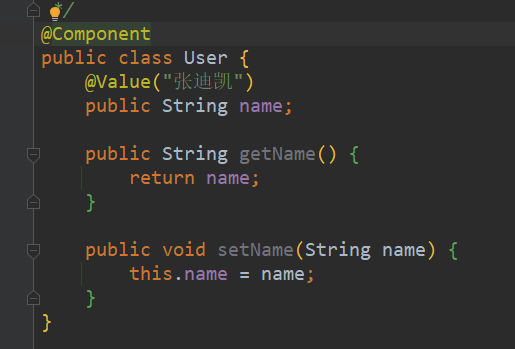 */
@Component
public class User {
@Value("张迪凯")
public String name;
public String getName() {
return name;
}
public void setName(String name) {
this.name = name;
}
}